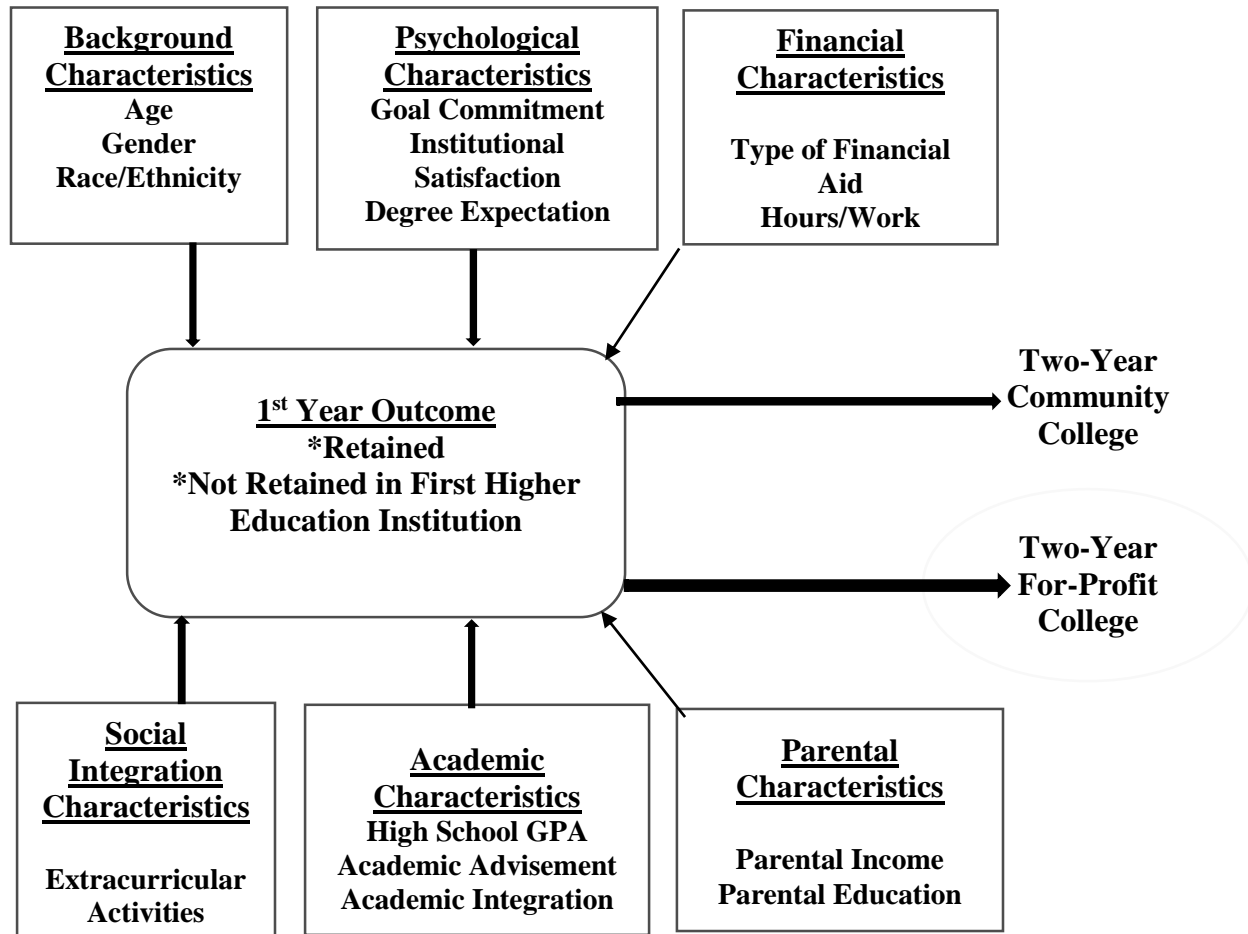 Background
Characteristics
Age
Gender
Race/Ethnicity
Psychological
Characteristics
Goal Commitment
Institutional
Satisfaction
Degree Expectation
Financial
Characteristics
Type of Financial
Aid
Hours/Work
1st Year Outcome
*Retained
*Not Retained in First Higher
Education Institution
Two-Year
Community
College
Two-Year
For-Profit
College
Social
Integration
Characteristics
Extracurricular
Activities
Academic
Characteristics
High School GPA
Academic Advisement
Academic Integration
Parental
Characteristics
Parental Income
Parental Education